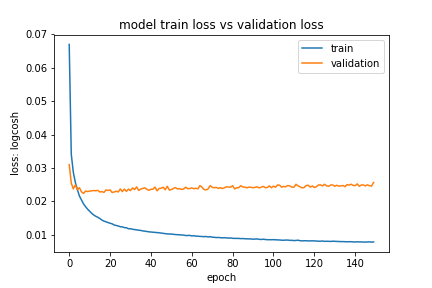 model train loss vs validation loss
train
validation
loss: logcosh
0.07
0.06
0.05
0.04
0.03
0.02
0.01
0 20 40 60 80 100 120 140
epoch